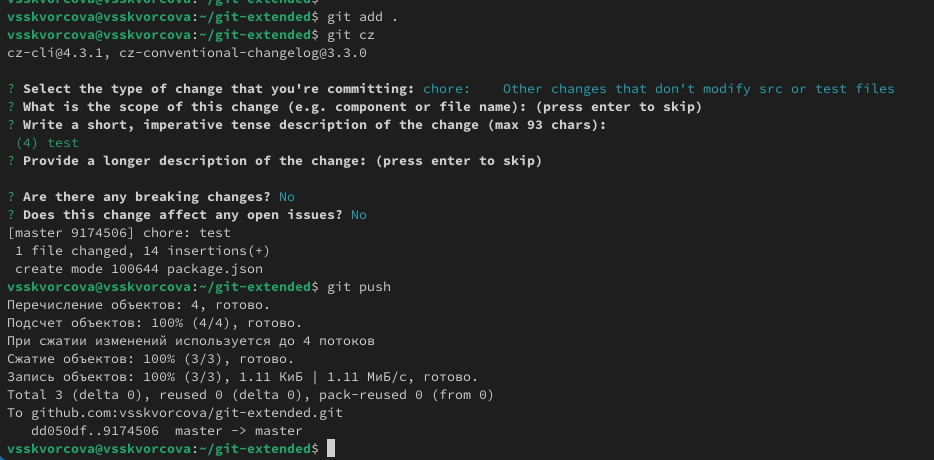 vsskvorcova@vsskvorcova:~/git-extended$
vsskvorcova@vsskvorcova:~/git-extended$ git add .
vsskvorcova@vsskvorcova:~/git-extended$ git cz
cz-cli@4.3.1, cz-conventional-changelog@3.3.0
? Select the type of change that you're committing: chore:    Other changes that don't modify src or test files
? What is the scope of this change (e.g. component or file name): (press enter to skip)
? Write a short, imperative tense description of the change (max 93 chars):
 (4) test
? Provide a longer description of the change: (press enter to skip)
? Are there any breaking changes? No
? Does this change affect any open issues? No
[master 9174506] chore: test
 1 file changed, 14 insertions(+)
 create mode 100644 package.json
vsskvorcova@vsskvorcova:~/git-extended$ git push
Перечисление объектов: 4, готово.
Подсчет объектов: 100% (4/4), готово.
При сжатии изменений используется до 4 потоков
Сжатие объектов: 100% (3/3), готово.
Запись объектов: 100% (3/3), 1.11 КиБ | 1.11 МиБ/с, готово.
Total 3 (delta 0), reused 0 (delta 0), pack-reused 0 (from 0)
To github.com:vsskvorcova/git-extended.git
   dd050df..9174506  master -> master
vsskvorcova@vsskvorcova:~/git-extended$